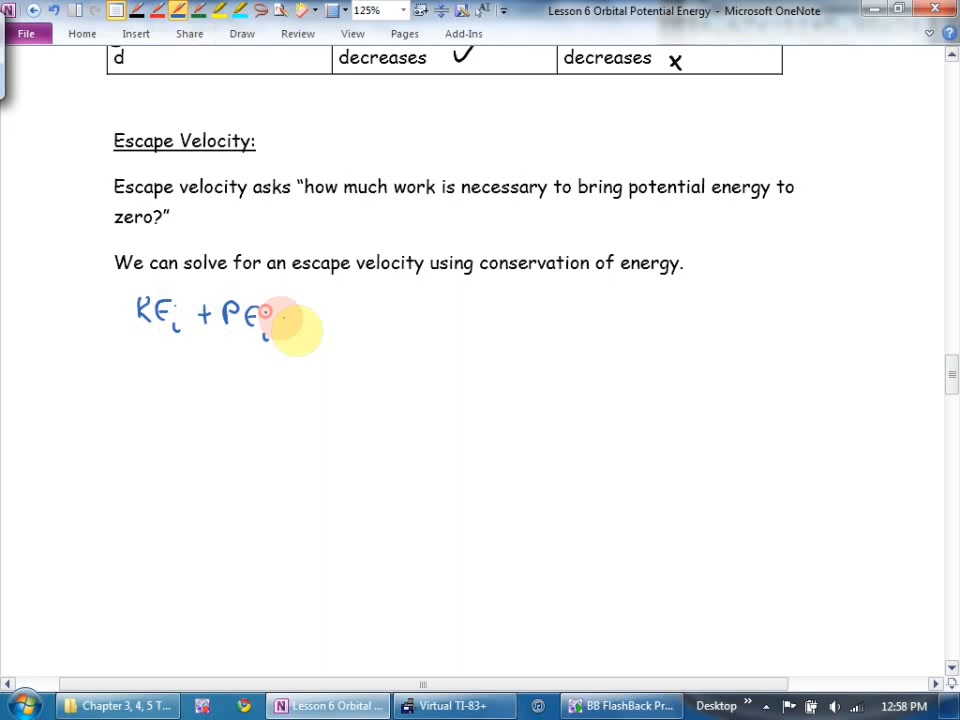 125%
Lesson 6 Orbital Potential Energy - Microsoft OneNote
File Home Insert Share Draw Review View Pages Add-Ins
d decreases ✓ decreases x
Escape Velocity:
Escape velocity asks “how much work is necessary to bring potential energy to
zero?”
We can solve for an escape velocity using conservation of energy.
KEi + PEi
Chapter 3, 4, 5 T... Lesson 6 Orbital ... Virtual TI-83+ BB FlashBack Pr... Desktop » 12:58 PM